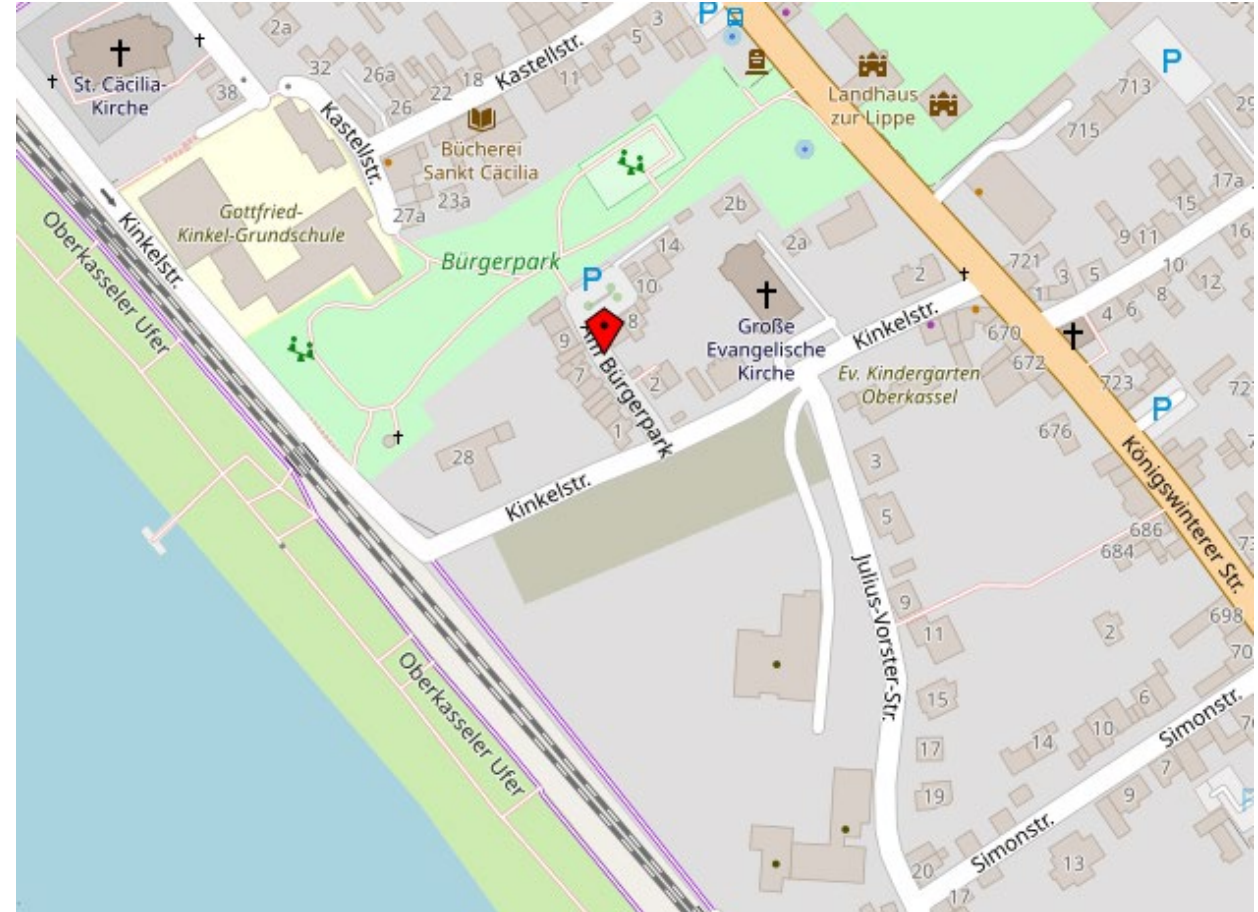 P
3
2a
5
St. Cäcilia-
Kirche
38
32
26a
26
22
18
11
Kastellstr.
Kastellstr.
Bücherei
Sankt Cäcilia
Landhaus
zur Lippe
P
713
715
17a
15
9 11
16
27a
23a
Gottfried-
Kinkel-Grundschule
Kinkelstr.
Oberkasseler Ufer
Bürgerpark
2b
2a
14
10
8
P
2
721
3
5
10
12
1
4
6
8
Große
Evangelische
Kirche
Kinkelstr.
Ev. Kindergarten
Oberkassel
670
672
723
72
P
9
7
2
1
Am Bürgerpark
28
Kinkelstr.
3
5
676
686
684
Königswinterer Str.
Julius-Vorster-Str.
9
11
2
698
70
15
17
19
14
10
6
Simonstr.
7
9
Simonstr.
13
20
17
Oberkasseler Ufer
P